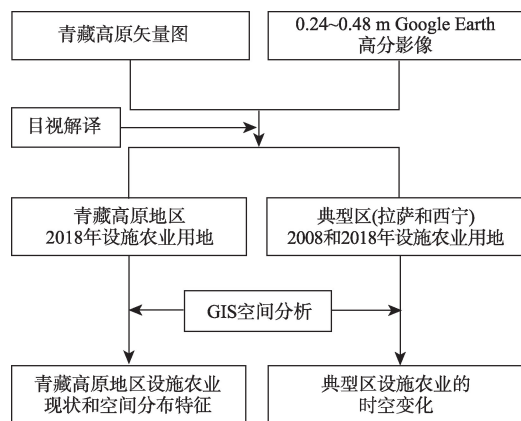 青藏高原矢量图
0.24~0.48 m Google Earth
高分影像
目视解译
青藏高原地区
2018年设施农业用地
典型区(拉萨和西宁)
2008和2018年设施农业用地
GIS空间分析
青藏高原地区设施农业
现状和空间分布特征
典型区设施农业的
时空变化